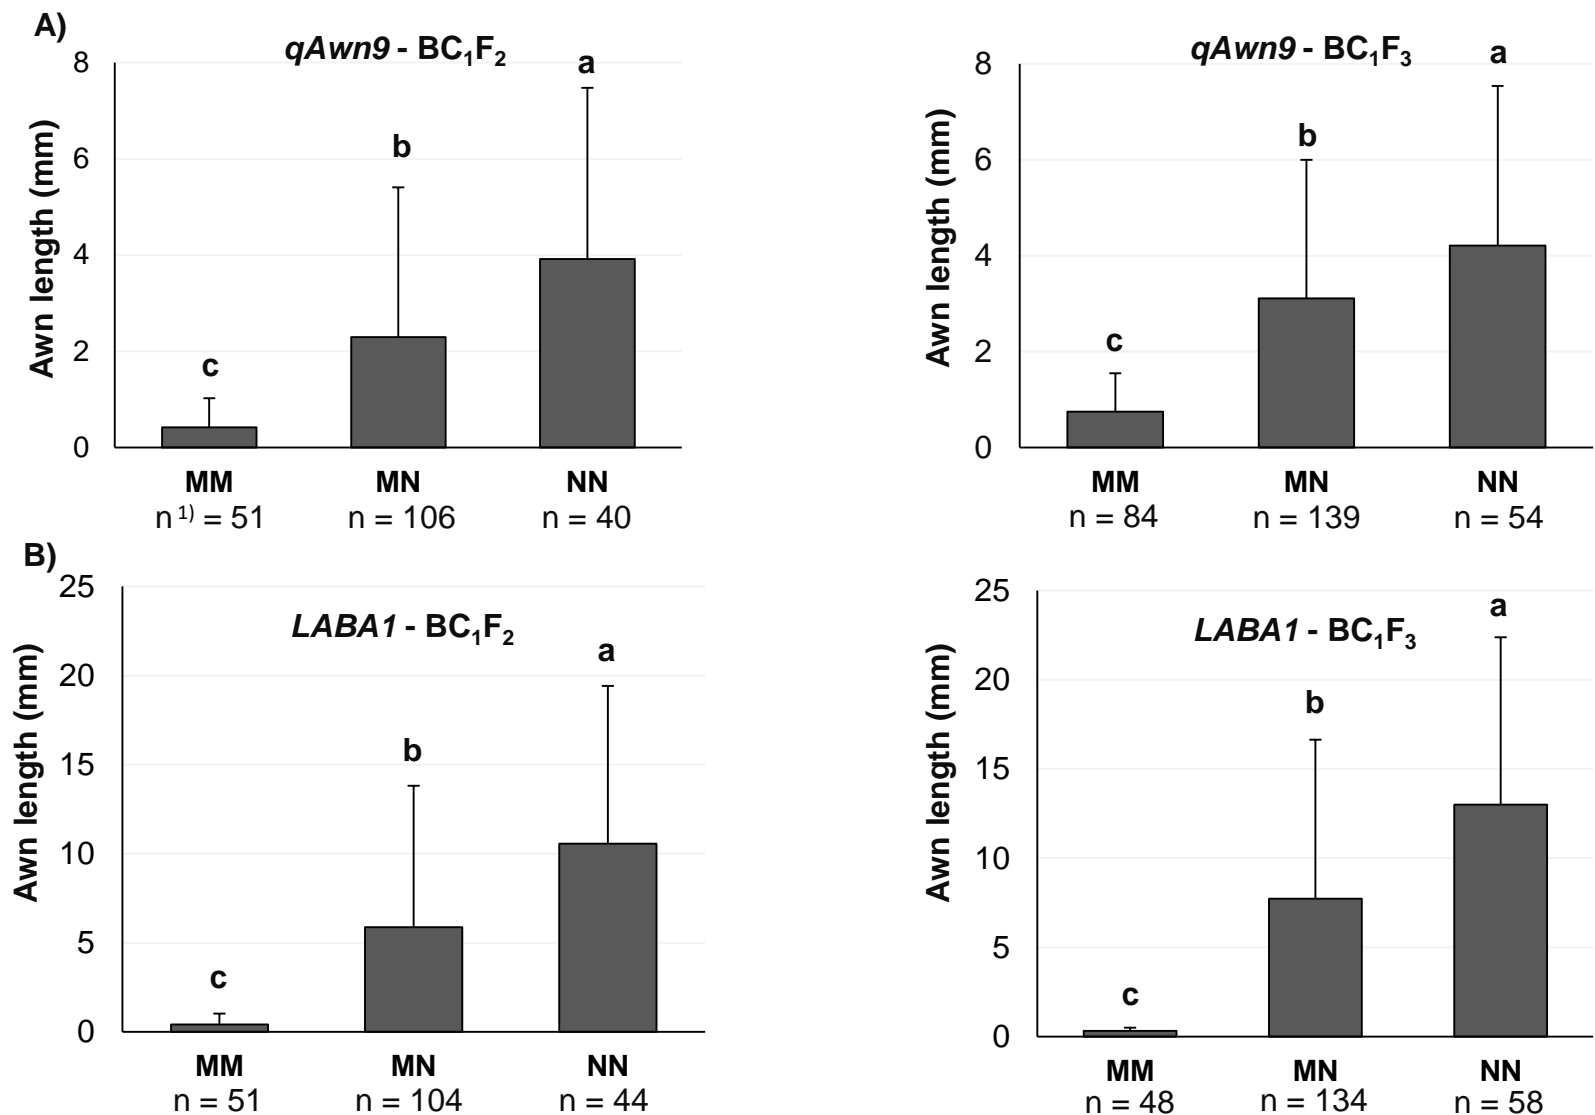 A)
qAwn9 - BC₁F₂
Awn length (mm)
8
6
4
2
0
c
b
a
MM
MN
NN
n ¹⁾ = 51
n = 106
n = 40
qAwn9 - BC₁F₃
Awn length (mm)
8
6
4
2
0
c
b
a
MM
MN
NN
n = 84
n = 139
n = 54
B)
LABA1 - BC₁F₂
Awn length (mm)
25
20
15
10
5
0
c
b
a
MM
MN
NN
n = 51
n = 104
n = 44
LABA1 - BC₁F₃
Awn length (mm)
25
20
15
10
5
0
c
b
a
MM
MN
NN
n = 48
n = 134
n = 58